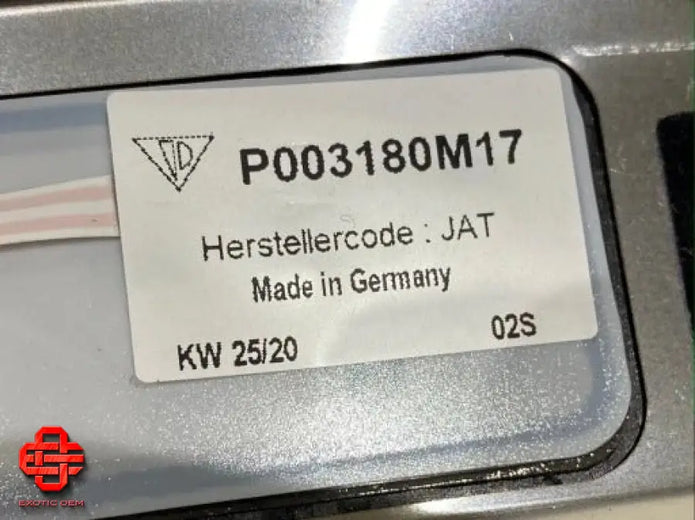 P003180M17
Herstellercode : JAT
Made in Germany
KW 25/20
02S
EXOTIC OEM